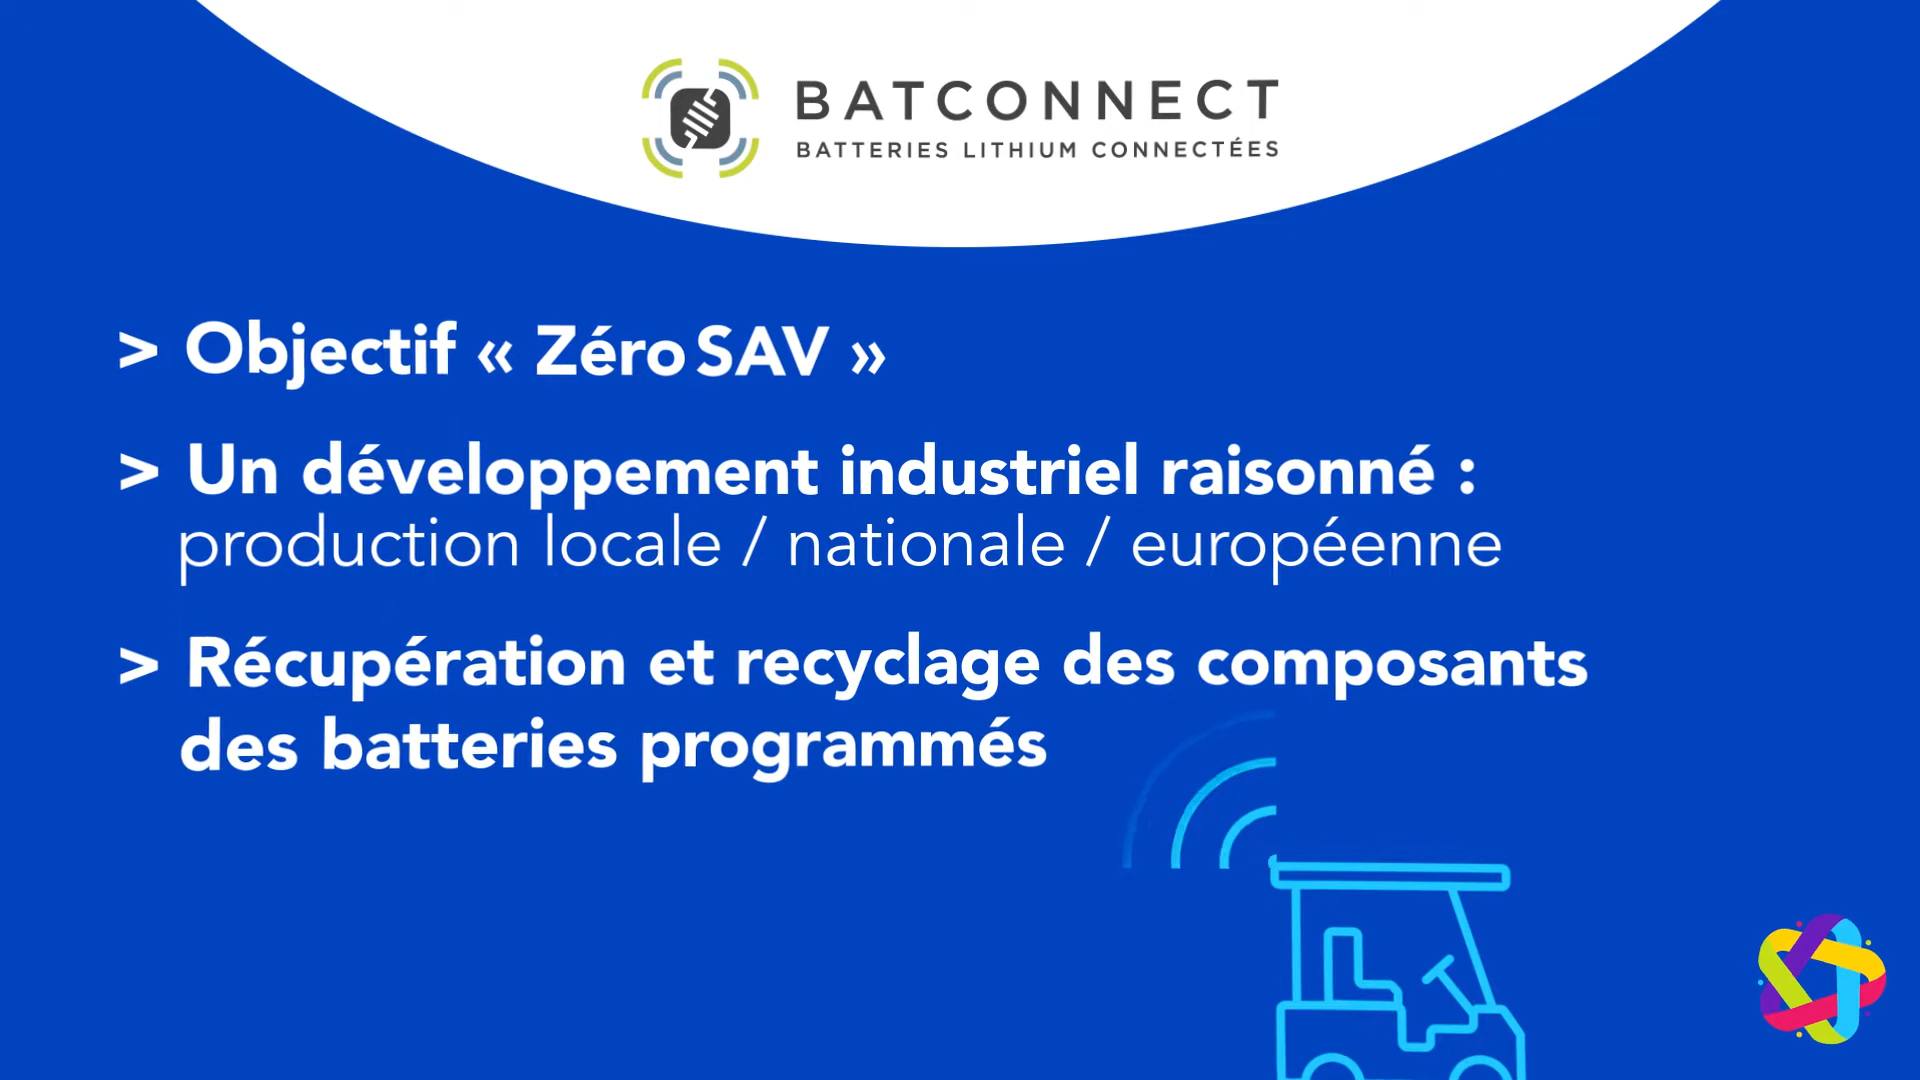 BATCONNECT
BATTERIES LITHIUM CONNECTÉES
> Objectif « Zéro SAV »
> Un développement industriel raisonné :
production locale / nationale / européenne
> Récupération et recyclage des composants
des batteries programmés